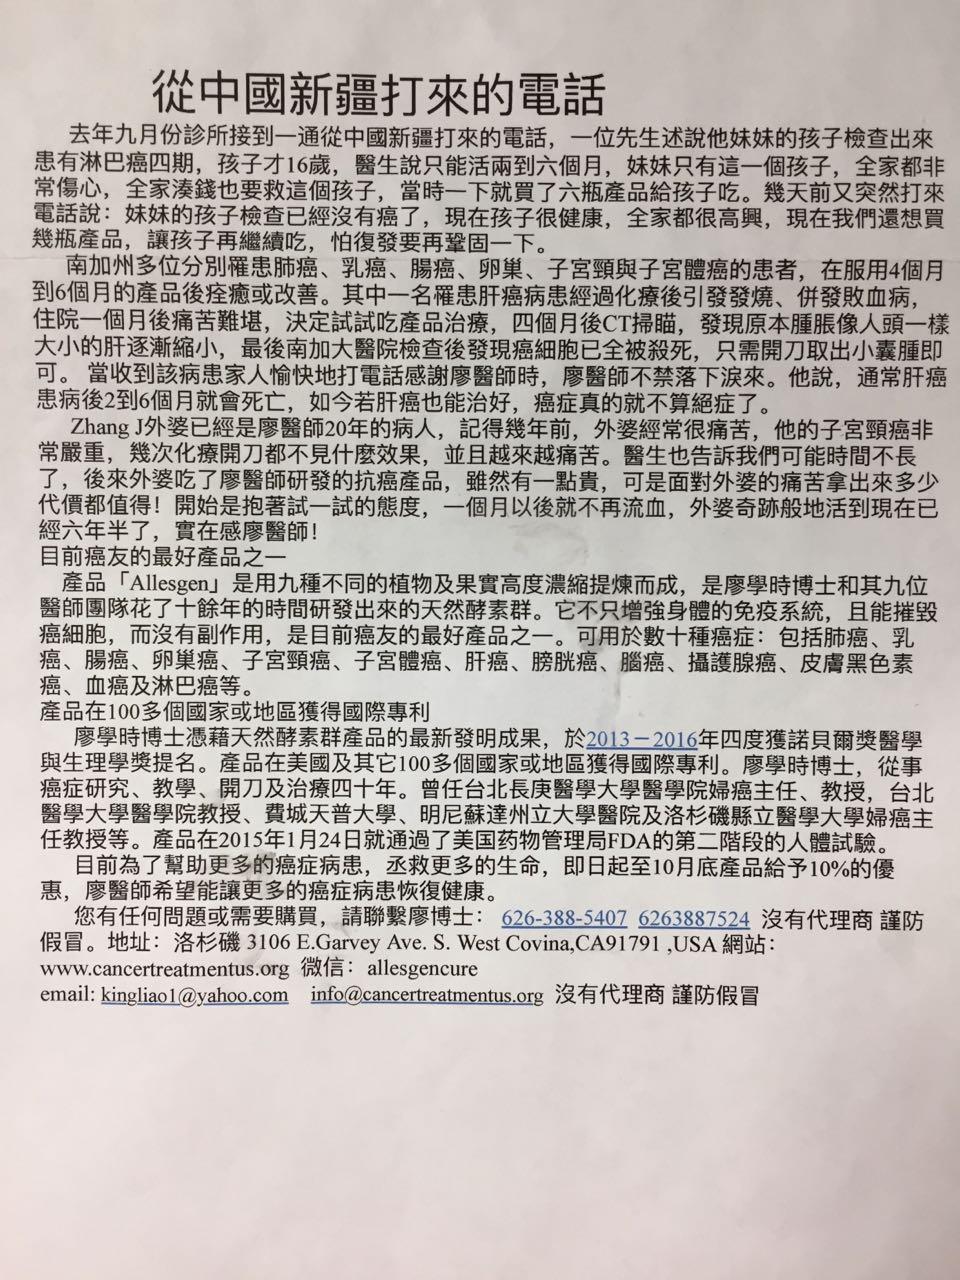 從中國新疆打來的電話
去年九月份診所接到一通從中國新疆打來的電話，一位先生述說他妹妹的孩子檢查出來
患有淋巴癌四期，孩子才16歲，醫生說只能活兩到六個月，妹妹只有這一個孩子，全家都非
常傷心，全家湊錢也要救這個孩子，當時一下就買了六瓶產品給孩子吃。幾天前又突然打來
電話說：妹妹的孩子檢查已經沒有癌了，現在孩子很健康，全家都很高興，現在我們還想買
幾瓶產品，讓孩子再繼續吃，怕復發要再鞏固一下。
南加州多位分別罹患肺癌、乳癌、腸癌、卵巢、子宮頸與子宮體癌的患者，在服用4個月
到6個月的產品後痊癒或改善。其中一名罹患肝癌病患經過化療後引發發燒、併發敗血病，
住院一個月後痛苦難堪，決定試試吃產品治療，四個月後CT掃瞄，發現原本腫脹像人頭一樣
大小的肝逐漸縮小，最後南加大醫院檢查後發現癌細胞已全被殺死，只需開刀取出小囊腫即
可。 當收到該病患家人愉快地打電話感謝廖醫師時，廖醫師不禁落下淚來。他說，通常肝癌
患病後2到6個月就會死亡，如今若肝癌也能治好，癌症真的就不算絕症了。
Zhang J外婆已經是廖醫師20年的病人，記得幾年前，外婆經常很痛苦，他的子宮頸癌非
常嚴重，幾次化療開刀都不見什麼效果，並且越來越痛苦。醫生也告訴我們可能時間不長
了，後來外婆吃了廖醫師研發的抗癌產品，雖然有一點貴，可是面對外婆的痛苦拿出來多少
代價都值得！開始是抱著試一試的態度，一個月以後就不再流血，外婆奇跡般地活到現在已
經六年半了，實在感廖醫師！
目前癌友的最好產品之一
產品「Allesgen」是用九種不同的植物及果實高度濃縮提煉而成，是廖學時博士和其九位
醫師團隊花了十餘年的時間研發出來的天然酵素群。它不只增強身體的免疫系統，且能摧毀
癌細胞，而沒有副作用，是目前癌友的最好產品之一。可用於數十種癌症：包括肺癌、乳
癌、腸癌、卵巢癌、子宮頸癌、子宮體癌、肝癌、膀胱癌、腦癌、攝護腺癌、皮膚黑色素
癌、血癌及淋巴癌等。
產品在100多個國家或地區獲得國際專利
廖學時博士憑藉天然酵素群產品的最新發明成果，於2013－2016年四度獲諾貝爾獎醫學
與生理學獎提名。產品在美國及其它100多個國家或地區獲得國際專利。廖學時博士，從事
癌症研究、教學、開刀及治療四十年。曾任台北長庚醫學大學醫學院婦癌主任、教授，台北
醫學大學醫學院教授、費城天普大學、明尼蘇達州立大學醫院及洛杉磯縣立醫學大學婦癌主
任教授等。產品在2015年1月24日就通過了美国药物管理局FDA的第二階段的人體試驗。
目前為了幫助更多的癌症病患，丞救更多的生命，即日起至10月底產品給予10%的優
惠，廖醫師希望能讓更多的癌症病患恢復健康。
您有任何問題或需要購買，請聯繫廖博士： 626-388-5407 6263887524 沒有代理商 謹防
假冒。地址： 洛杉磯 3106 E.Garvey Ave. S. West Covina,CA91791 ,USA 網站：
www.cancertreatmentus.org 微信：allesgencure
email: kingliao1@yahoo.com info@cancertreatmentus.org 沒有代理商 謹防假冒